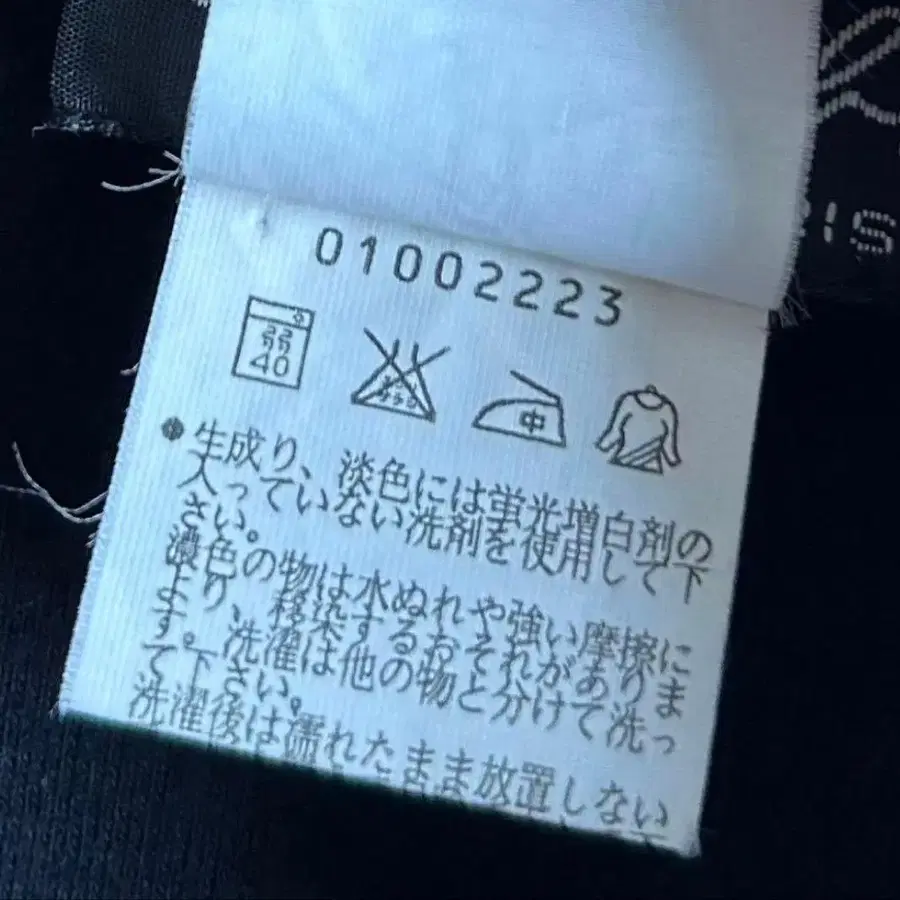 IS
01002223
弱
40
中
●生成り、淡色には蛍光増白剤の
入っていない洗剤を使用して下
さい。
濃色の物は水ぬれや強い摩擦に
より、移染するおそれがありま
す。洗濯は他の物と分けて洗っ
て下さい。
洗濯後は濡れたまま放置しない